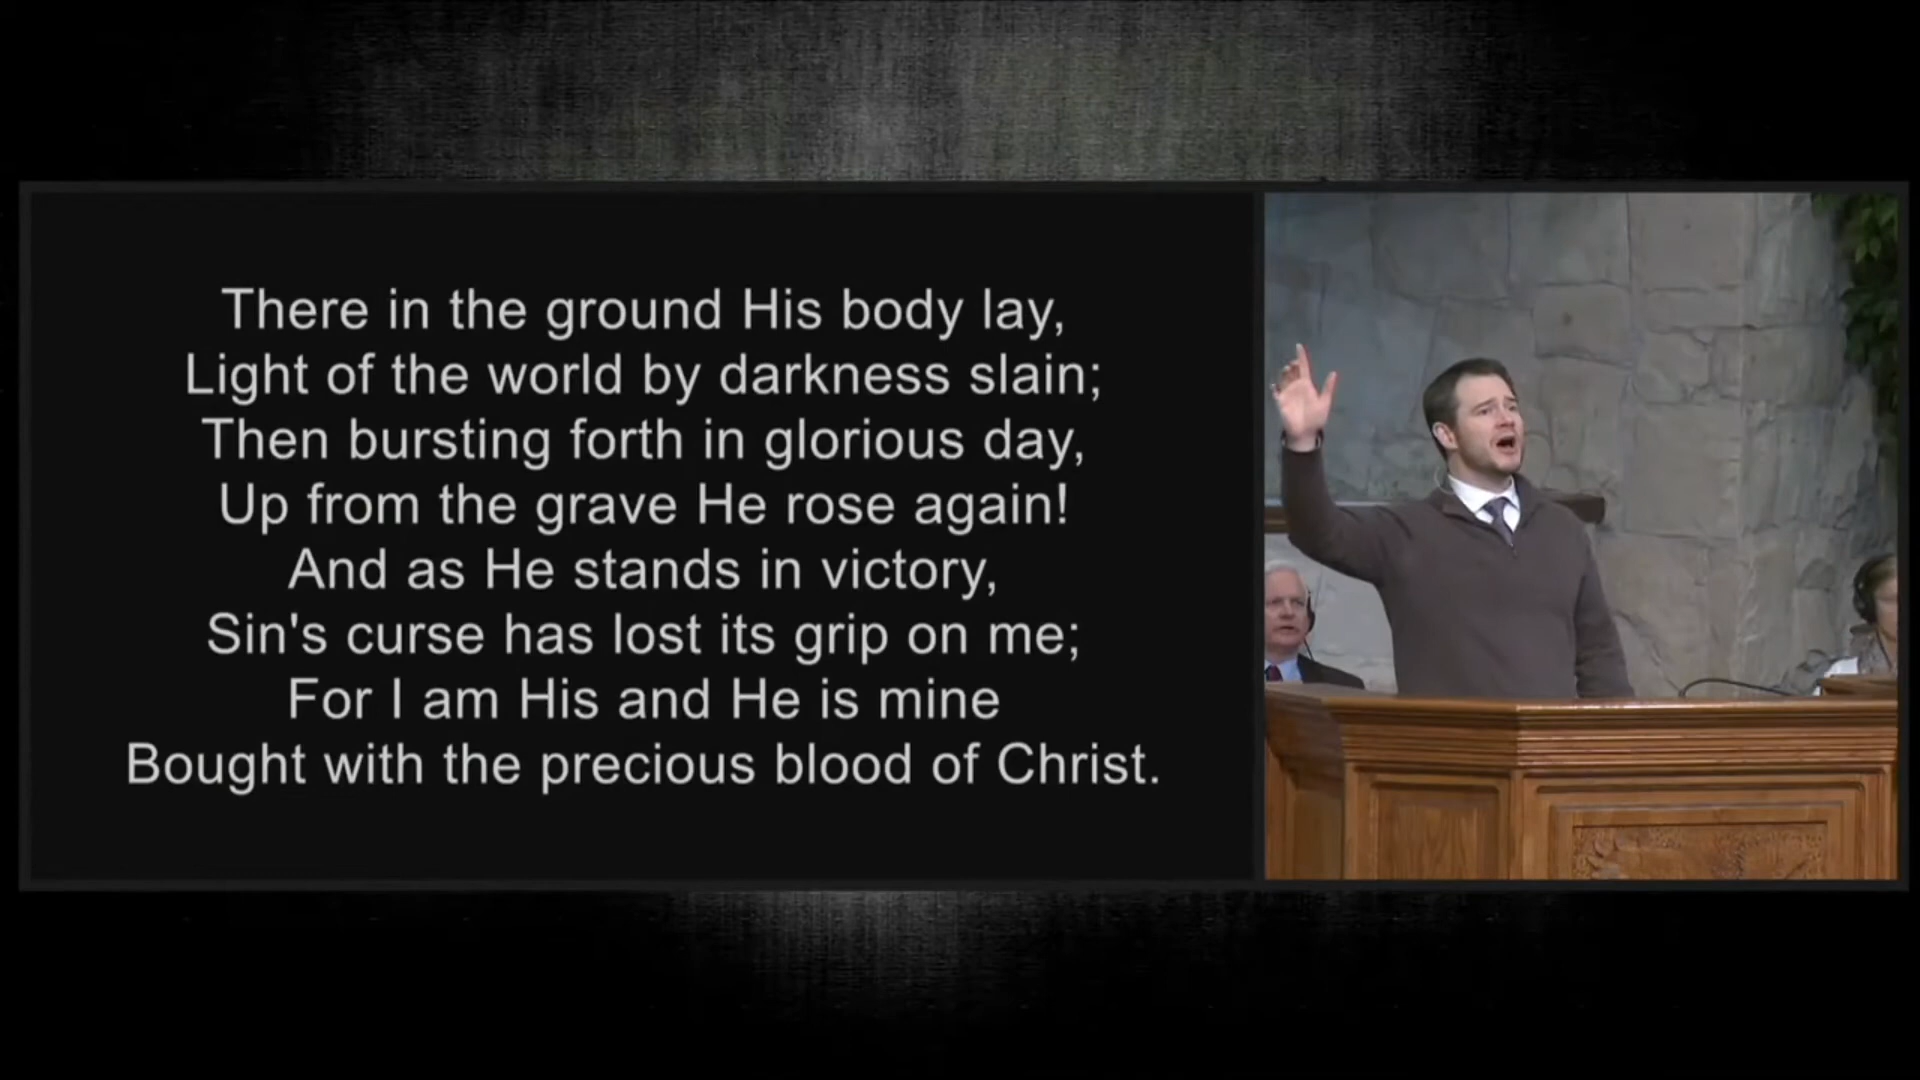 There in the ground His body lay,
Light of the world by darkness slain;
Then bursting forth in glorious day,
Up from the grave He rose again!
And as He stands in victory,
Sin's curse has lost its grip on me;
For I am His and He is mine
Bought with the precious blood of Christ.